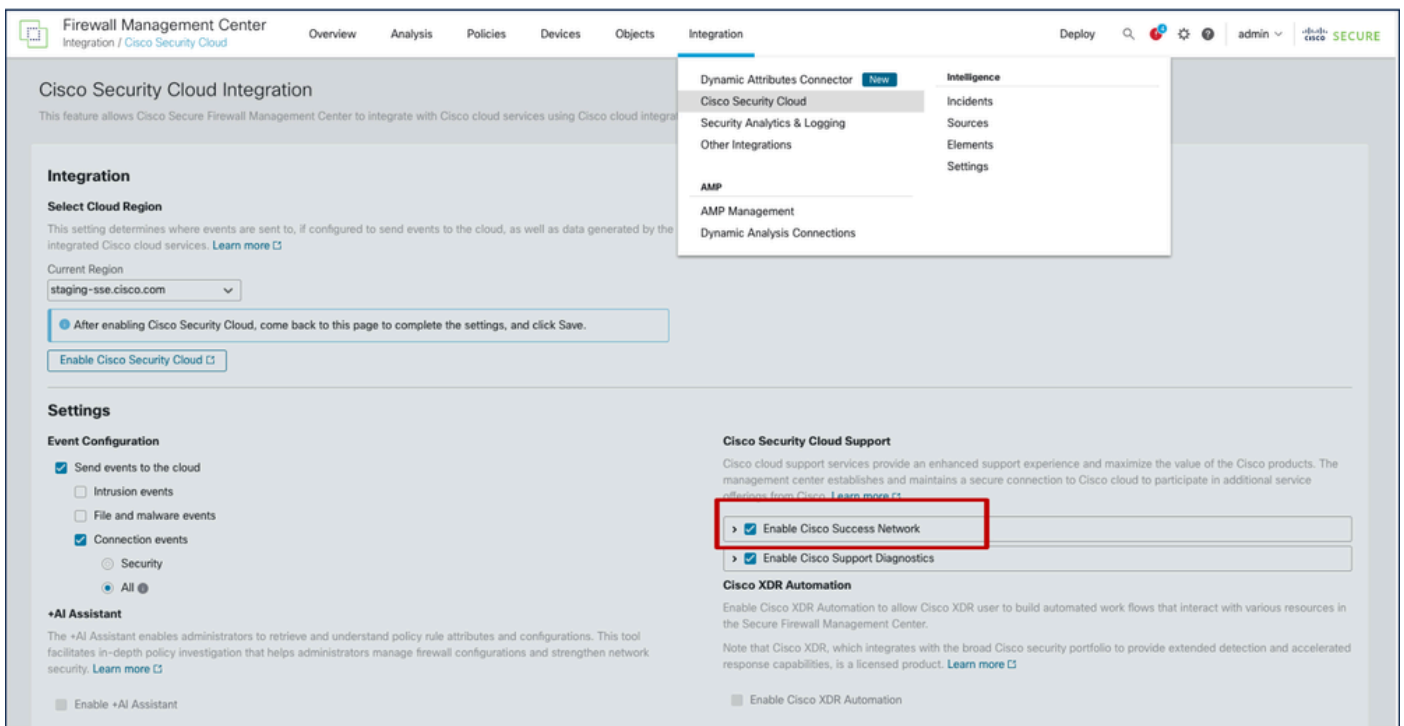 Firewall Management Center
Integration / Cisco Security Cloud
Overview
Analysis
Policies
Devices
Objects
Integration
Deploy
admin
cisco SECURE
Cisco Security Cloud Integration
This feature allows Cisco Secure Firewall Management Center to integrate with Cisco cloud services using Cisco cloud
Dynamic Attributes Connector New
Cisco Security Cloud
Security Analytics & Logging
Other Integrations
AMP
AMP Management
Dynamic Analysis Connections
Intelligence
Incidents
Sources
Elements
Settings
Integration
Select Cloud Region
This setting determines where events are sent to, if configured to send events to the cloud, as well as data generated by the
integrated Cisco cloud services. Learn more
Current Region
staging-sse.cisco.com
After enabling Cisco Security Cloud, come back to this page to complete the settings, and click Save.
Enable Cisco Security Cloud
Settings
Event Configuration
Send events to the cloud
Intrusion events
File and malware events
Connection events
Security
All
+AI Assistant
The +AI Assistant enables administrators to retrieve and understand policy rule attributes and configurations. This tool
facilitates in-depth policy investigation that helps administrators manage firewall configurations and strengthen network
security. Learn more
Enable +AI Assistant
Cisco Security Cloud Support
Cisco cloud support services provide an enhanced support experience and maximize the value of the Cisco products. The
management center establishes and maintains a secure connection to Cisco cloud to participate in additional service
offerings from Cisco. Learn more
Enable Cisco Success Network
Enable Cisco Support Diagnostics
Cisco XDR Automation
Enable Cisco XDR Automation to allow Cisco XDR user to build automated work flows that interact with various resources in
the Secure Firewall Management Center.
Note that Cisco XDR, which integrates with the broad Cisco security portfolio to provide extended detection and accelerated
response capabilities, is a licensed product. Learn more
Enable Cisco XDR Automation